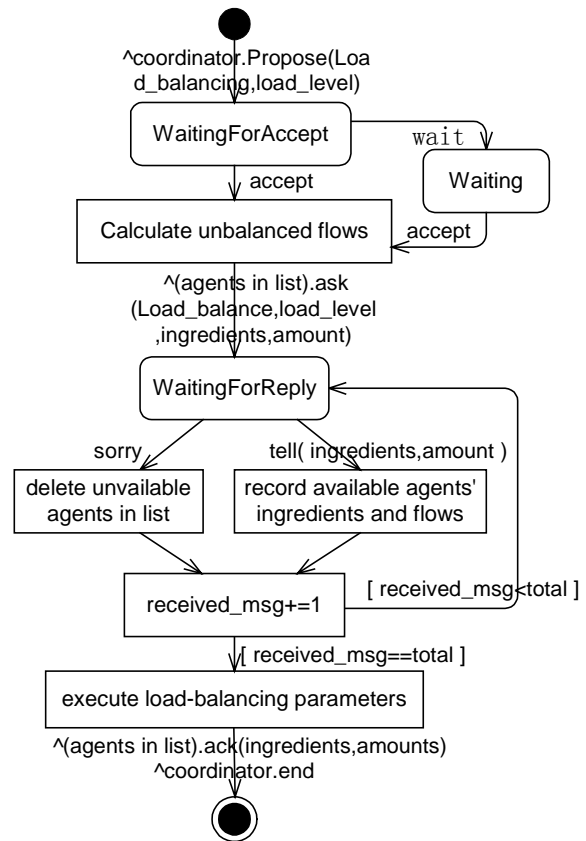 ^coordinator.Propose(Loa
d_balancing,load_level)
WaitingForAccept
wait
Waiting
accept
accept
Calculate unbalanced flows
^(agents in list).ask
(Load_balance,load_level
,ingredients,amount)
WaitingForReply
sorry
tell( ingredients,amount )
delete unvailable
agents in list
record available agents'
ingredients and flows
received_msg+=1
[ received_msg<total ]
[ received_msg==total ]
execute load-balancing parameters
^(agents in list).ack(ingredients,amounts)
^coordinator.end